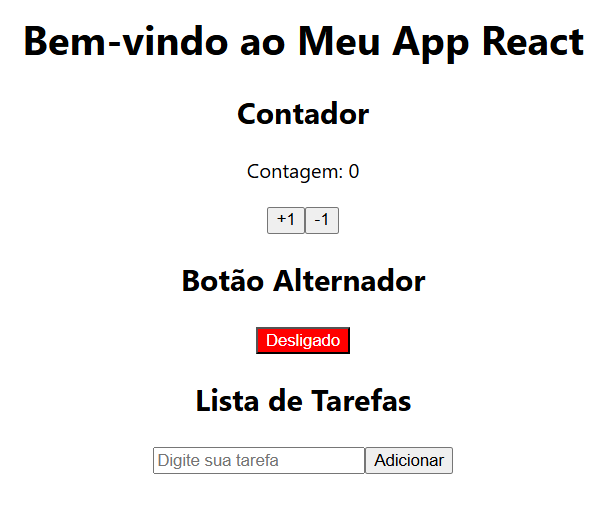 Bem-vindo ao Meu App React
Contador
Contagem: 0
+1 -1
Botão Alternador
Desligado
Lista de Tarefas
Digite sua tarefa Adicionar